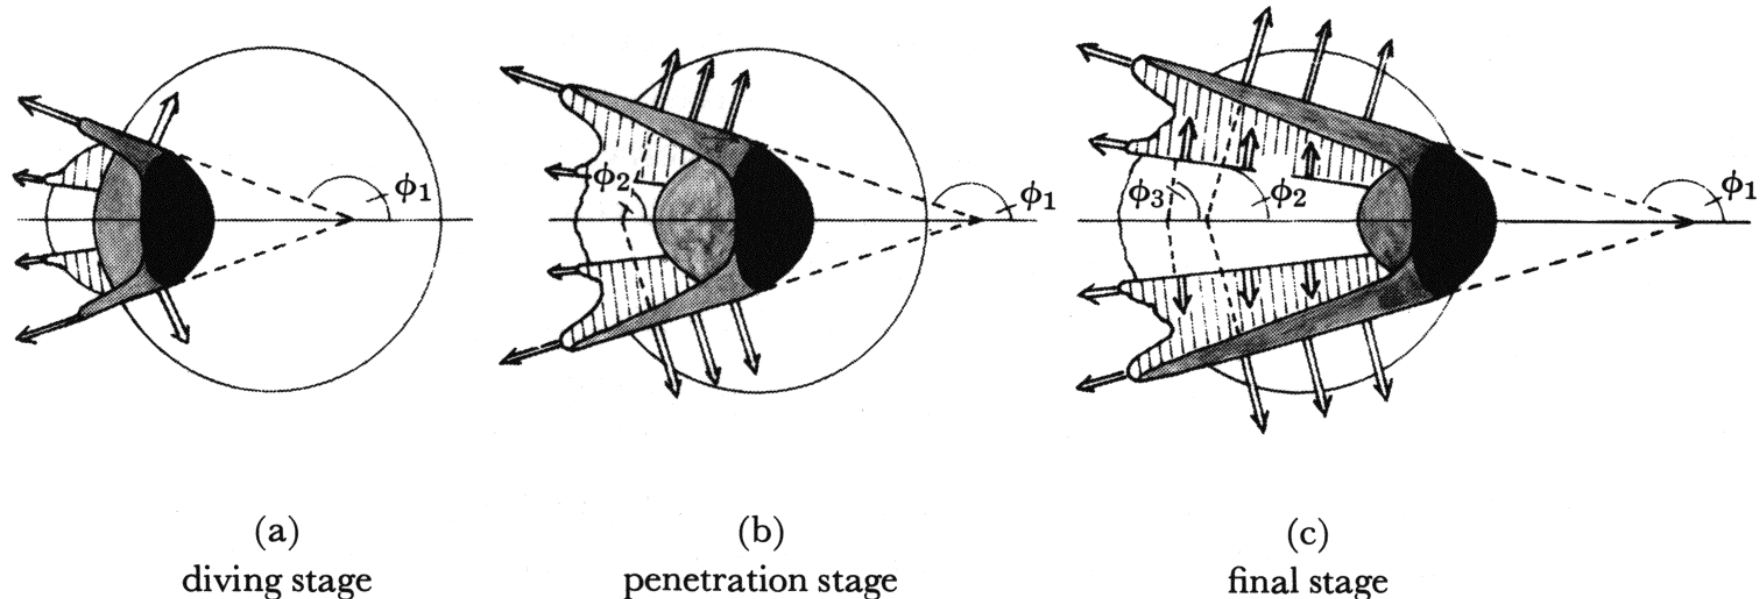 ϕ1
(a)
diving stage
ϕ2
ϕ1
(b)
penetration stage
ϕ3
ϕ2
ϕ1
(c)
final stage